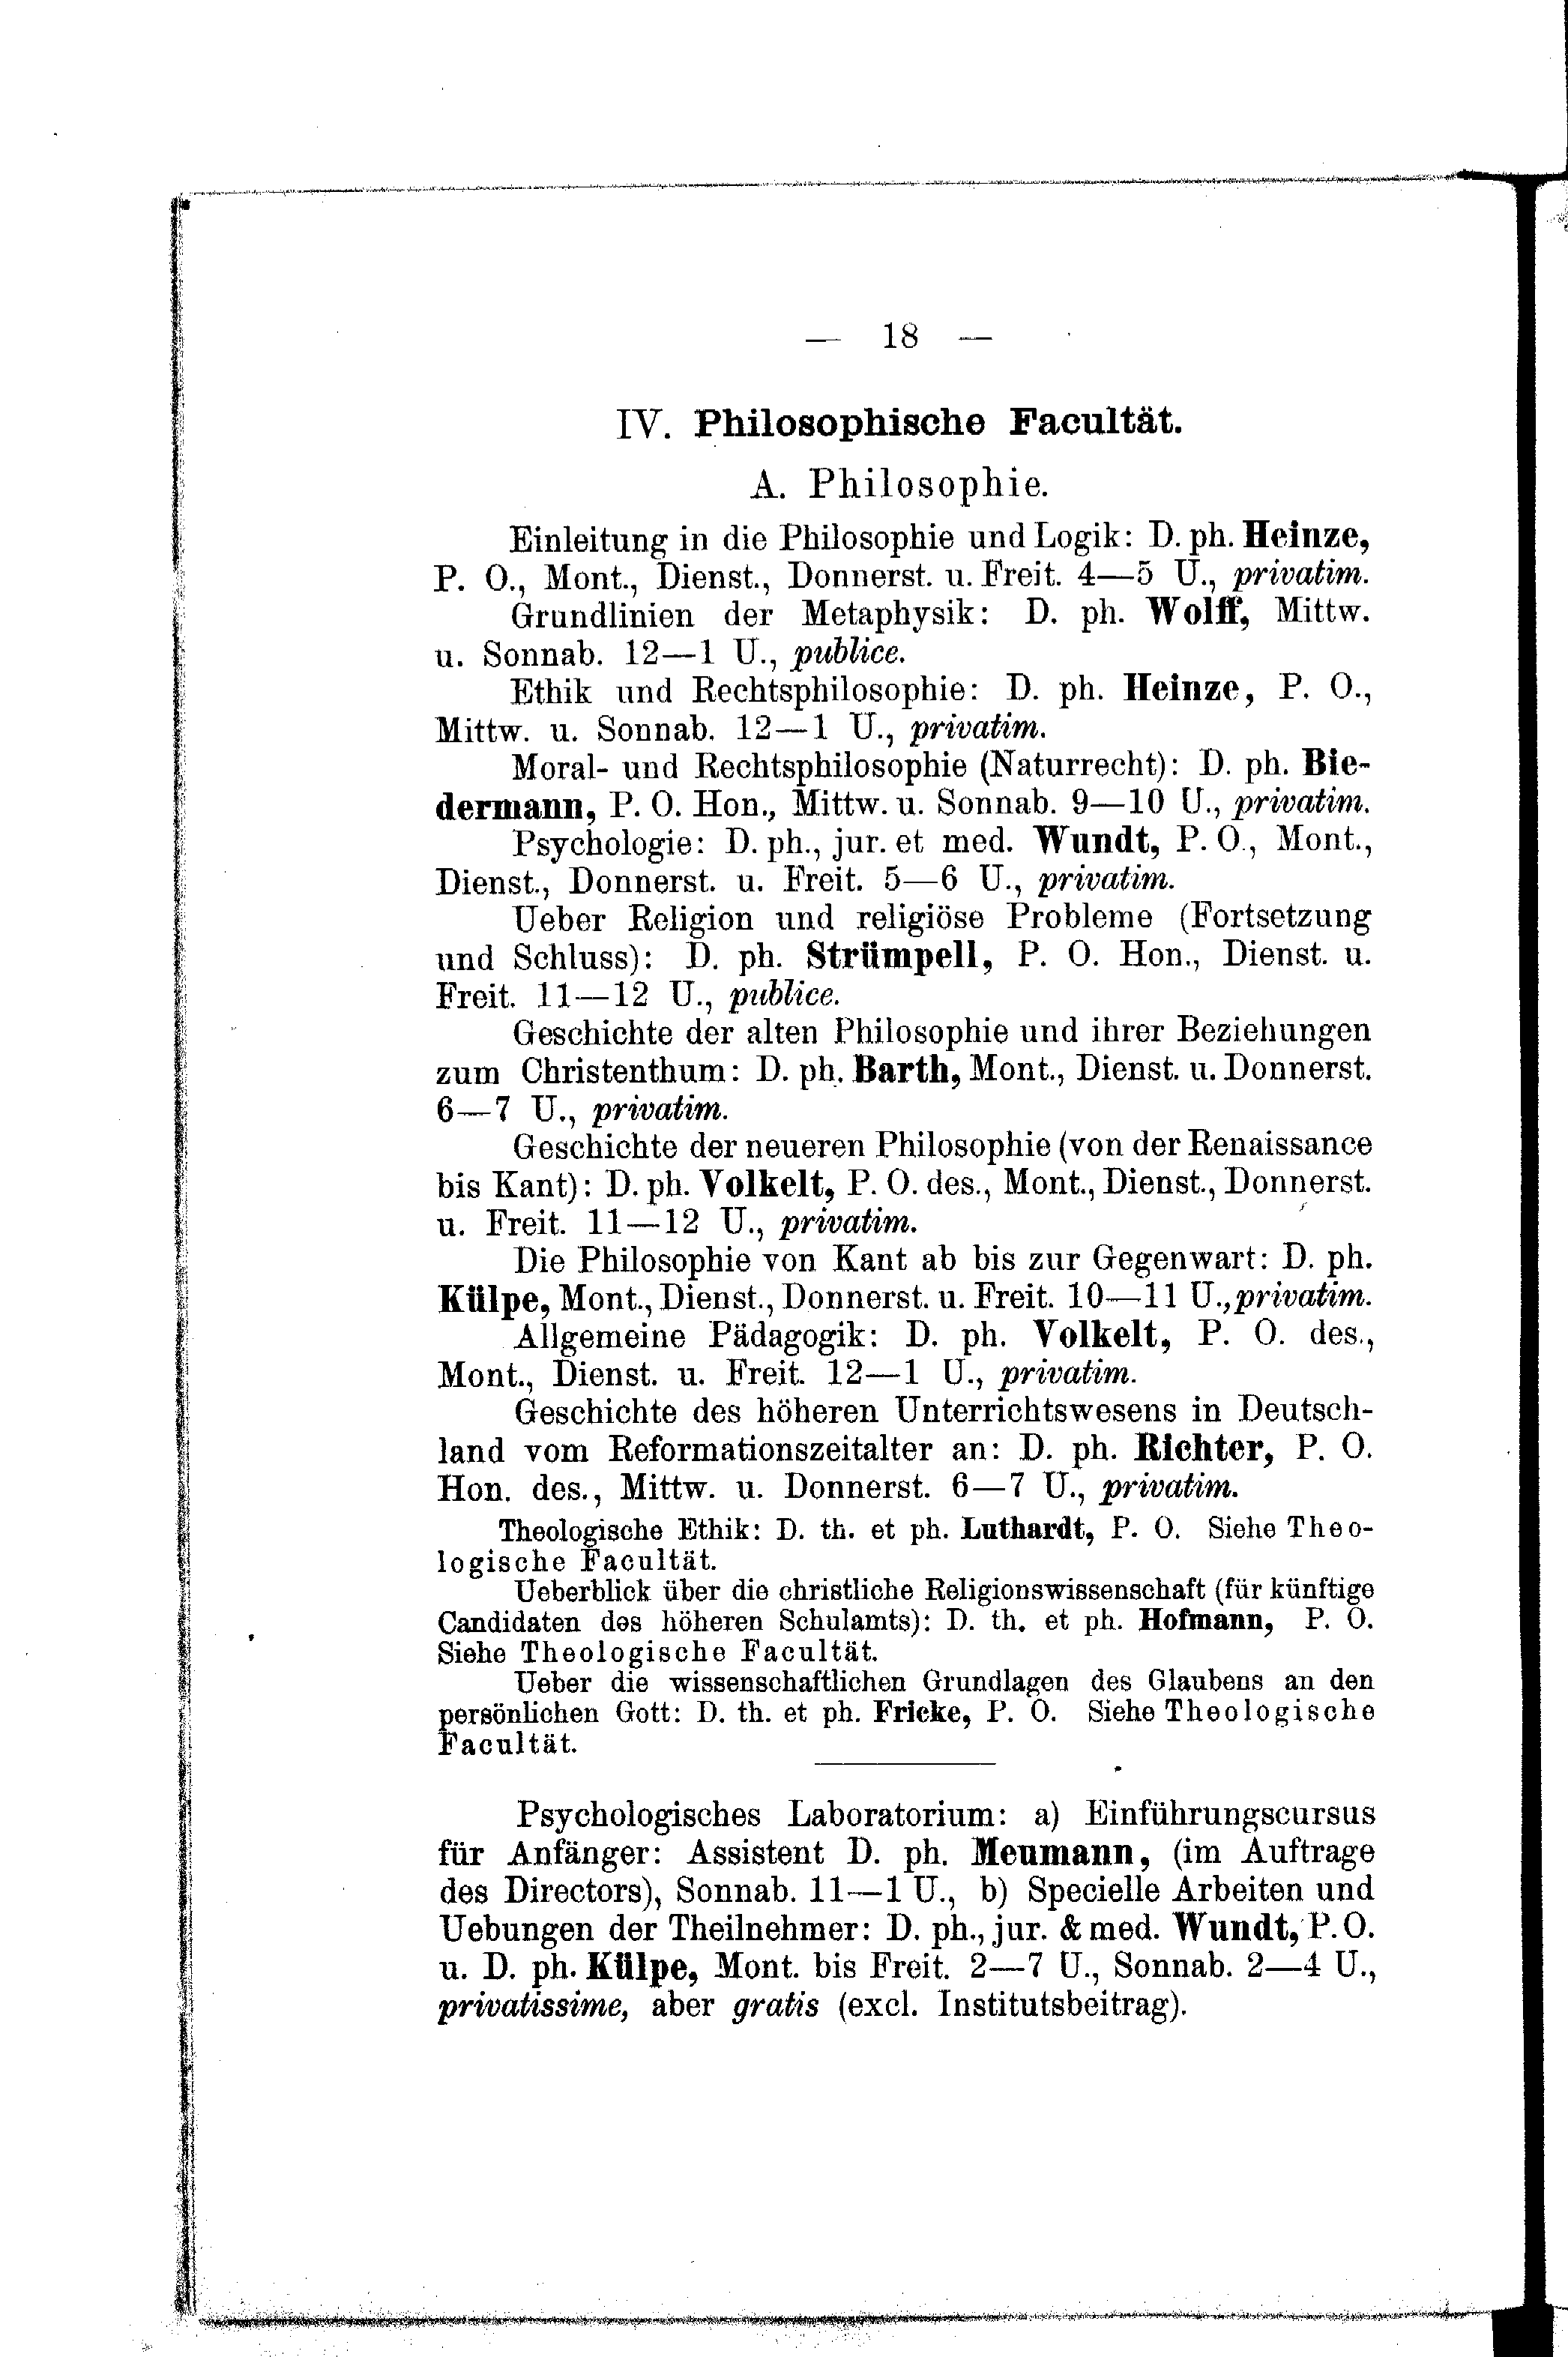 — 18 —
IV. Philosophische Facultät.
A. Philosophie.
Einleitung in die Philosophie und Logik: D. ph. Heinze,
P. O., Mont., Dienst., Donnerst. u. Freit. 4—5 U., privatim.
Grundlinien der Metaphysik: D. ph. Wolff, Mittw.
u. Sonnab. 12—1 U., publice.
Ethik und Rechtsphilosophie: D. ph. Heinze, P. O.,
Mittw. u. Sonnab. 12—1 U., privatim.
Moral- und Rechtsphilosophie (Naturrecht): D. ph. Bie-
dermann, P. O. Hon., Mittw. u. Sonnab. 9—10 U., privatim.
Psychologie: D. ph., jur. et med. Wundt, P. O., Mont.,
Dienst., Donnerst. u. Freit. 5—6 U., privatim.
Ueber Religion und religiöse Probleme (Fortsetzung
und Schluss): D. ph. Strümpell, P. O. Hon., Dienst. u.
Freit. 11—12 U., publice.
Geschichte der alten Philosophie und ihrer Beziehungen
zum Christenthum: D. ph. Barth, Mont., Dienst. u. Donnerst.
6—7 U., privatim.
Geschichte der neueren Philosophie (von der Renaissance
bis Kant): D. ph. Volkelt, P. O. des., Mont., Dienst., Donnerst.
u. Freit. 11—12 U., privatim.
Die Philosophie von Kant ab bis zur Gegenwart: D. ph.
Külpe, Mont., Dienst., Donnerst. u. Freit. 10—11 U., privatim.
Allgemeine Pädagogik: D. ph. Volkelt, P. O. des.,
Mont., Dienst. u. Freit. 12—1 U., privatim.
Geschichte des höheren Unterrichtswesens in Deutsch-
land vom Reformationszeitalter an: D. ph. Richter, P. O.
Hon. des., Mittw. u. Donnerst. 6—7 U., privatim.
Theologische Ethik: D. th. et ph. Luthardt, P. O. Siehe Theo-
logische Facultät.
Ueberblick über die christliche Religionswissenschaft (für künftige
Candidaten des höheren Schulamts): D. th. et ph. Hofmann, P. O.
Siehe Theologische Facultät.
Ueber die wissenschaftlichen Grundlagen des Glaubens an den
persönlichen Gott: D. th. et ph. Fricke, P. O. Siehe Theologische
Facultät.
Psychologisches Laboratorium: a) Einführungscursus
für Anfänger: Assistent D. ph. Meumann, (im Auftrage
des Directors), Sonnab. 11—1 U., b) Specielle Arbeiten und
Uebungen der Theilnehmer: D. ph., jur. & med. Wundt, P. O.
u. D. ph. Külpe, Mont. bis Freit. 2—7 U., Sonnab. 2—4 U.,
privatissime, aber gratis (excl. Institutsbeitrag).